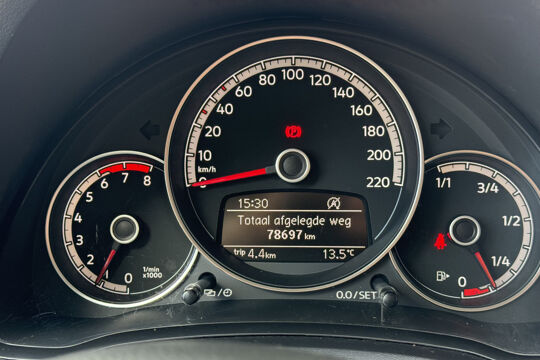 100
80 120
60 140
40 160
20 180
10 200
km/h 220
0
(P)
15:30
Totaal afgelegde weg
78697 km
trip 4.4km 13.5°C
8
7
6
5
4
3
2
1
0
1/min
x1000
1/1
3/4
1/2
1/4
0
0.0/SET